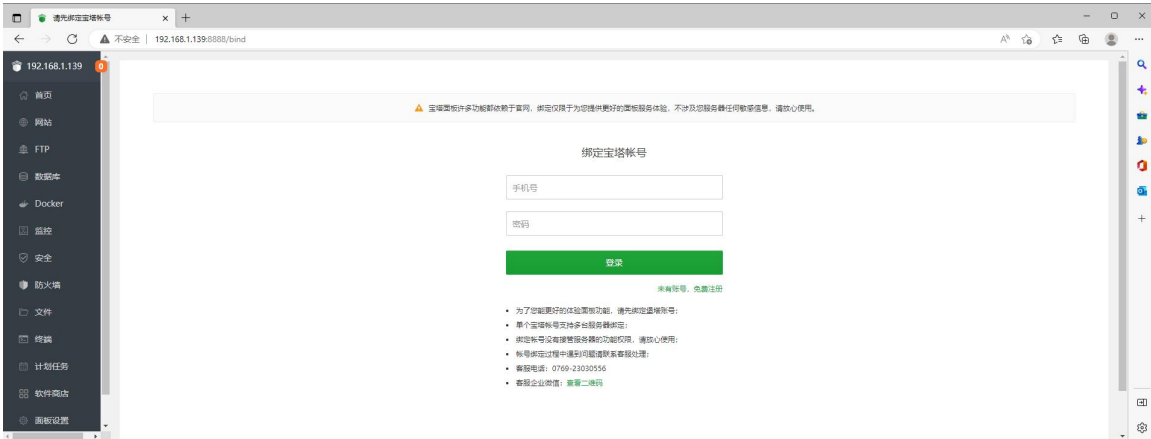 请先绑定宝塔帐号
不安全 | 192.168.1.139:8888/bind
192.168.1.139
0
首页
网站
FTP
数据库
Docker
监控
安全
防火墙
文件
终端
计划任务
软件商店
面板设置
宝塔面板许多功能都依赖于官网，绑定仅限于为您提供更好的面板服务体验，不涉及您服务器任何敏感信息，请放心使用。
绑定宝塔帐号
手机号
密码
登录
未有账号，免费注册
为了您能更好的体验面板功能，请先绑定堡塔账号；
单个宝塔帐号支持多台服务器绑定；
绑定帐号没有接管服务器的功能权限，请放心使用；
帐号绑定过程中遇到问题请联系客服处理；
客服电话：0769-23030556
客服企业微信：查看二维码